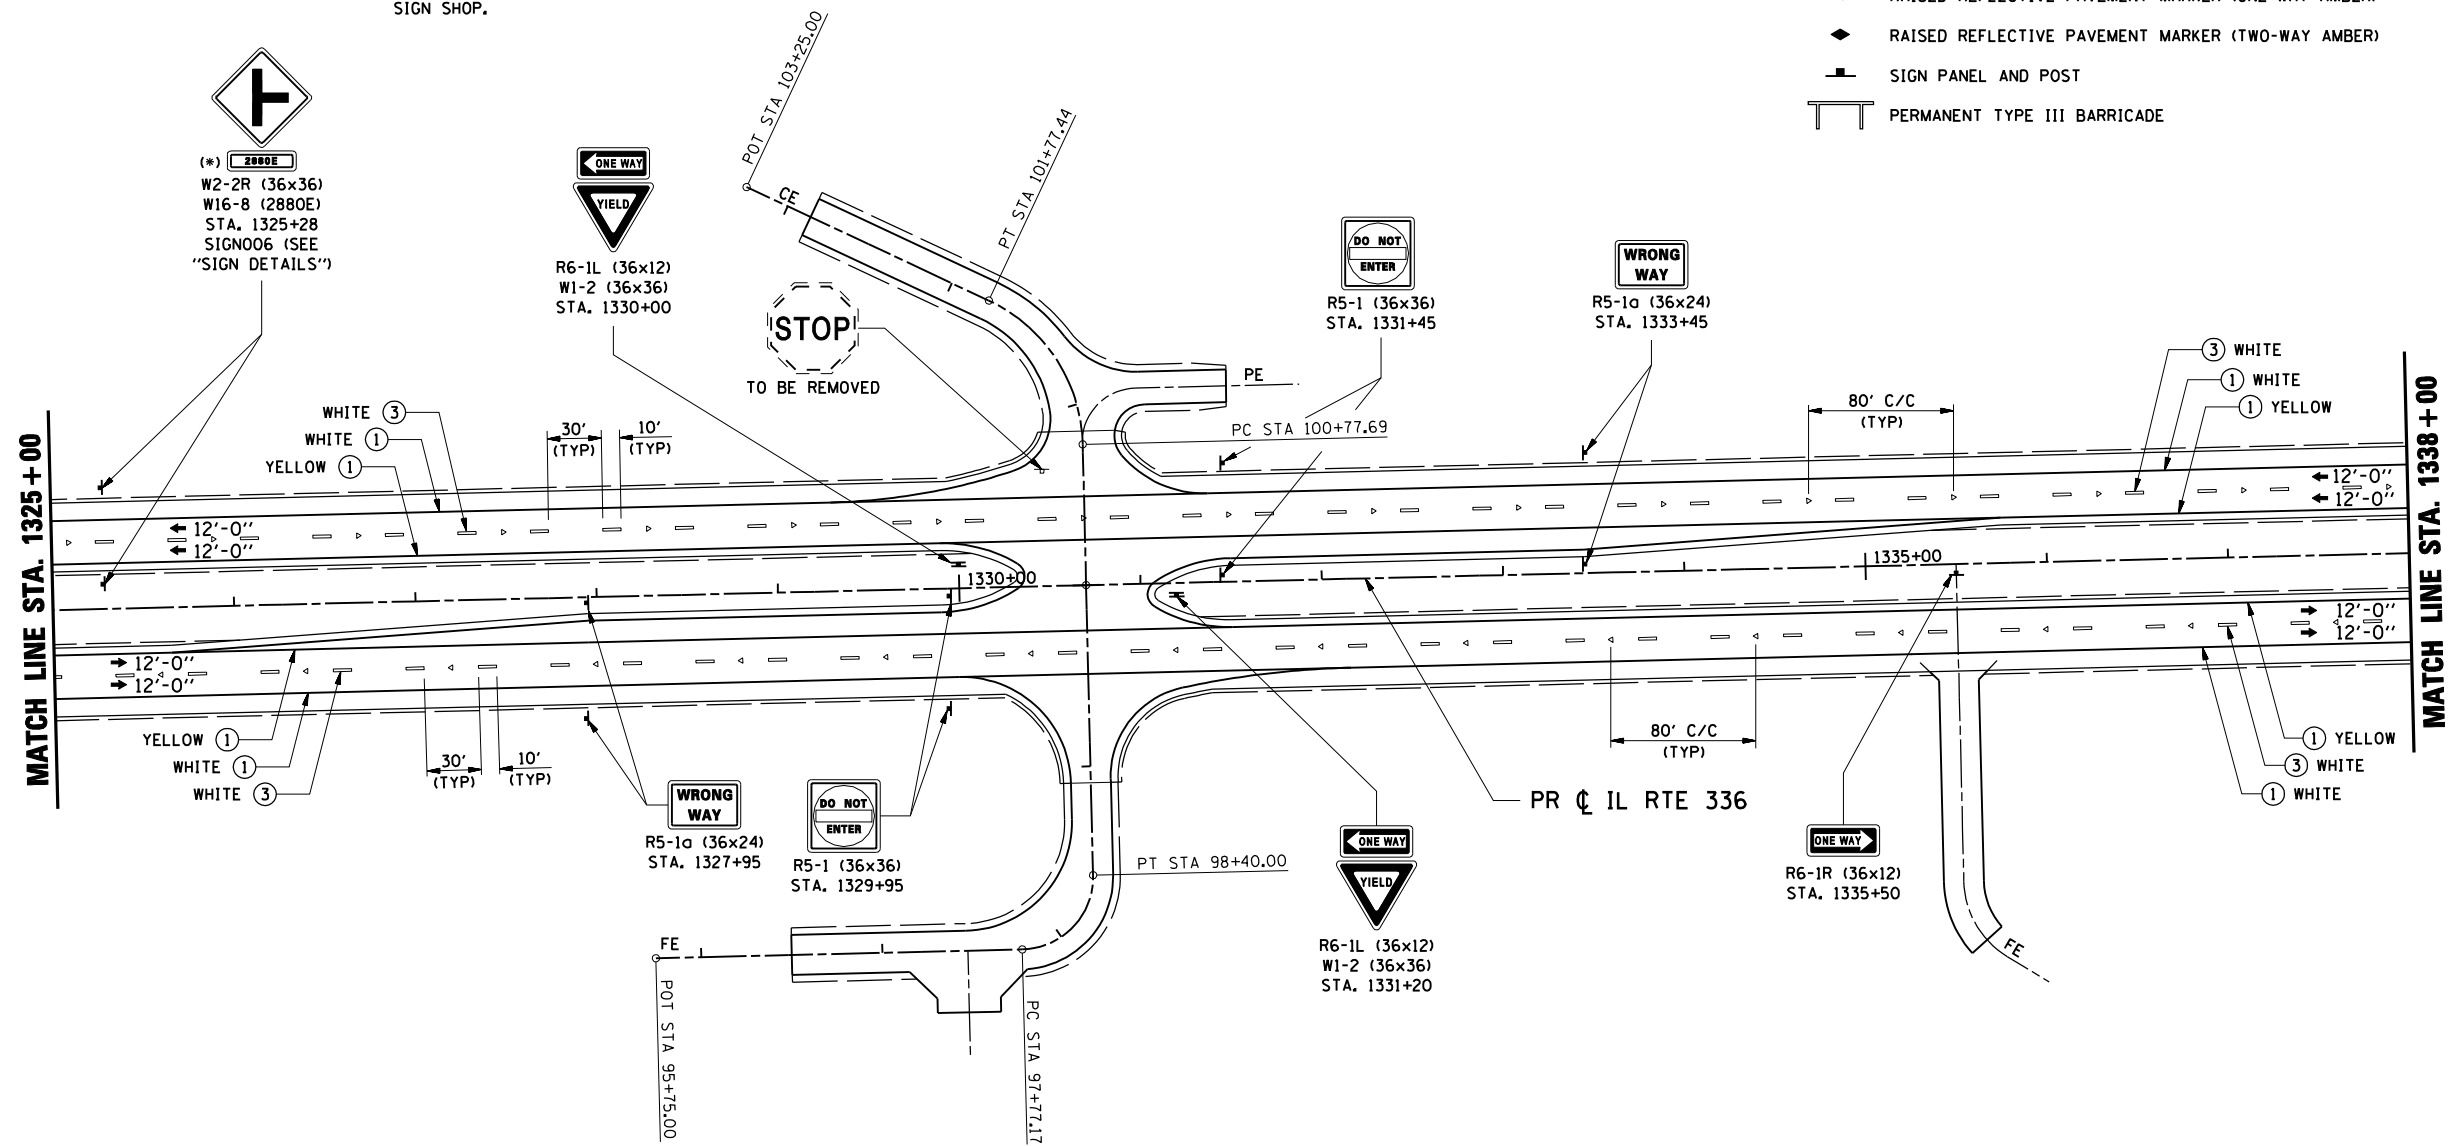 SIGN SHOP.
RAISED REFLECTIVE PAVEMENT MARKER (ONE-WAY AMBER)
RAISED REFLECTIVE PAVEMENT MARKER (TWO-WAY AMBER)
SIGN PANEL AND POST
PERMANENT TYPE III BARRICADE
(*) 2880E
W2-2R (36x36)
W16-8 (2880E)
STA. 1325+28
SIGN006 (SEE
"SIGN DETAILS")
ONE WAY
YIELD
R6-1L (36x12)
W1-2 (36x36)
STA. 1330+00
POT STA 103+25.00
CE
PT STA 101+77.44
STOP
TO BE REMOVED
DO NOT
ENTER
R5-1 (36x36)
STA. 1331+45
WRONG
WAY
R5-1a (36x24)
STA. 1333+45
PE
PC STA 100+77.69
80' C/C
(TYP)
3 WHITE
1 WHITE
1 YELLOW
WHITE 3
WHITE 1
YELLOW 1
30'
(TYP)
10'
(TYP)
MATCH LINE STA. 1325+00
MATCH LINE STA. 1338+00
12'-0"
12'-0"
12'-0"
12'-0"
1330+00
1335+00
12'-0"
12'-0"
12'-0"
12'-0"
YELLOW 1
WHITE 1
WHITE 3
30'
(TYP)
10'
(TYP)
WRONG
WAY
R5-1a (36x24)
STA. 1327+95
DO NOT
ENTER
R5-1 (36x36)
STA. 1329+95
80' C/C
(TYP)
PR ℄ IL RTE 336
1 YELLOW
3 WHITE
1 WHITE
PT STA 98+40.00
ONE WAY
YIELD
R6-1L (36x12)
W1-2 (36x36)
STA. 1331+20
ONE WAY
R6-1R (36x12)
STA. 1335+50
FE
FE
POT STA 95+75.00
PC STA 97+77.17